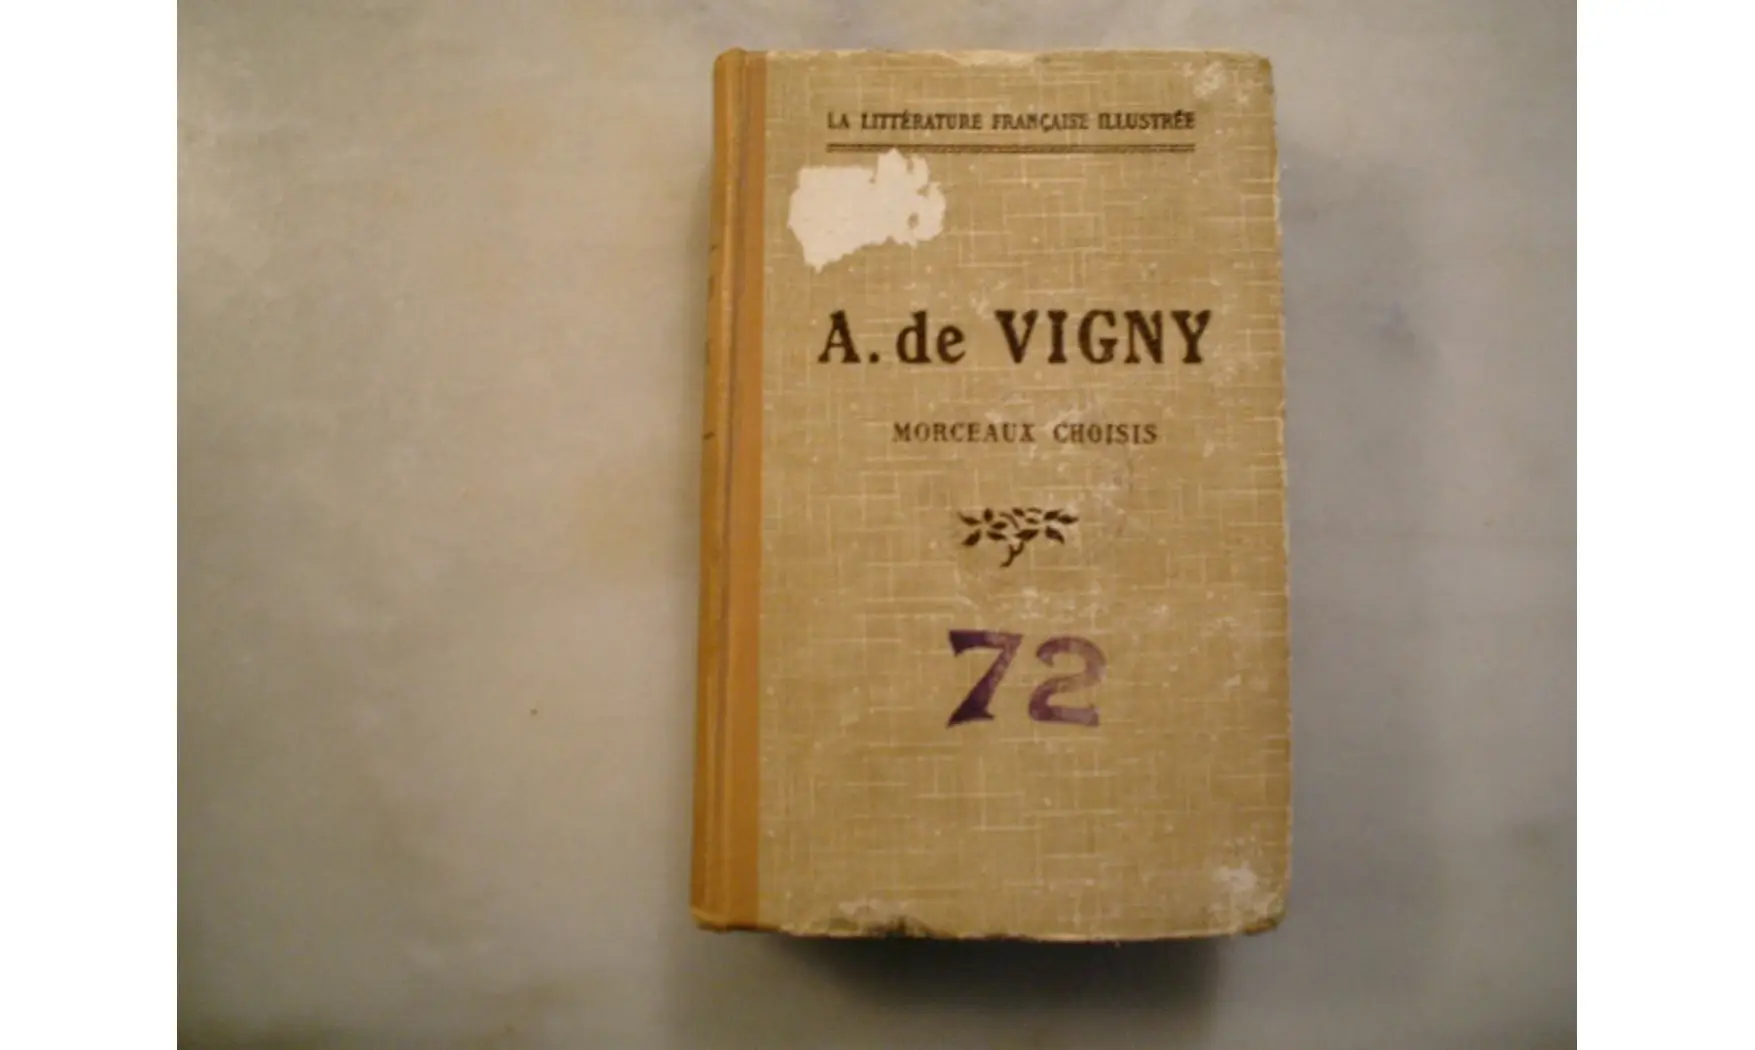 LA LITTÉRATURE FRANÇAISE ILLUSTRÉE
A. de VIGNY
MORCEAUX CHOISIS
72